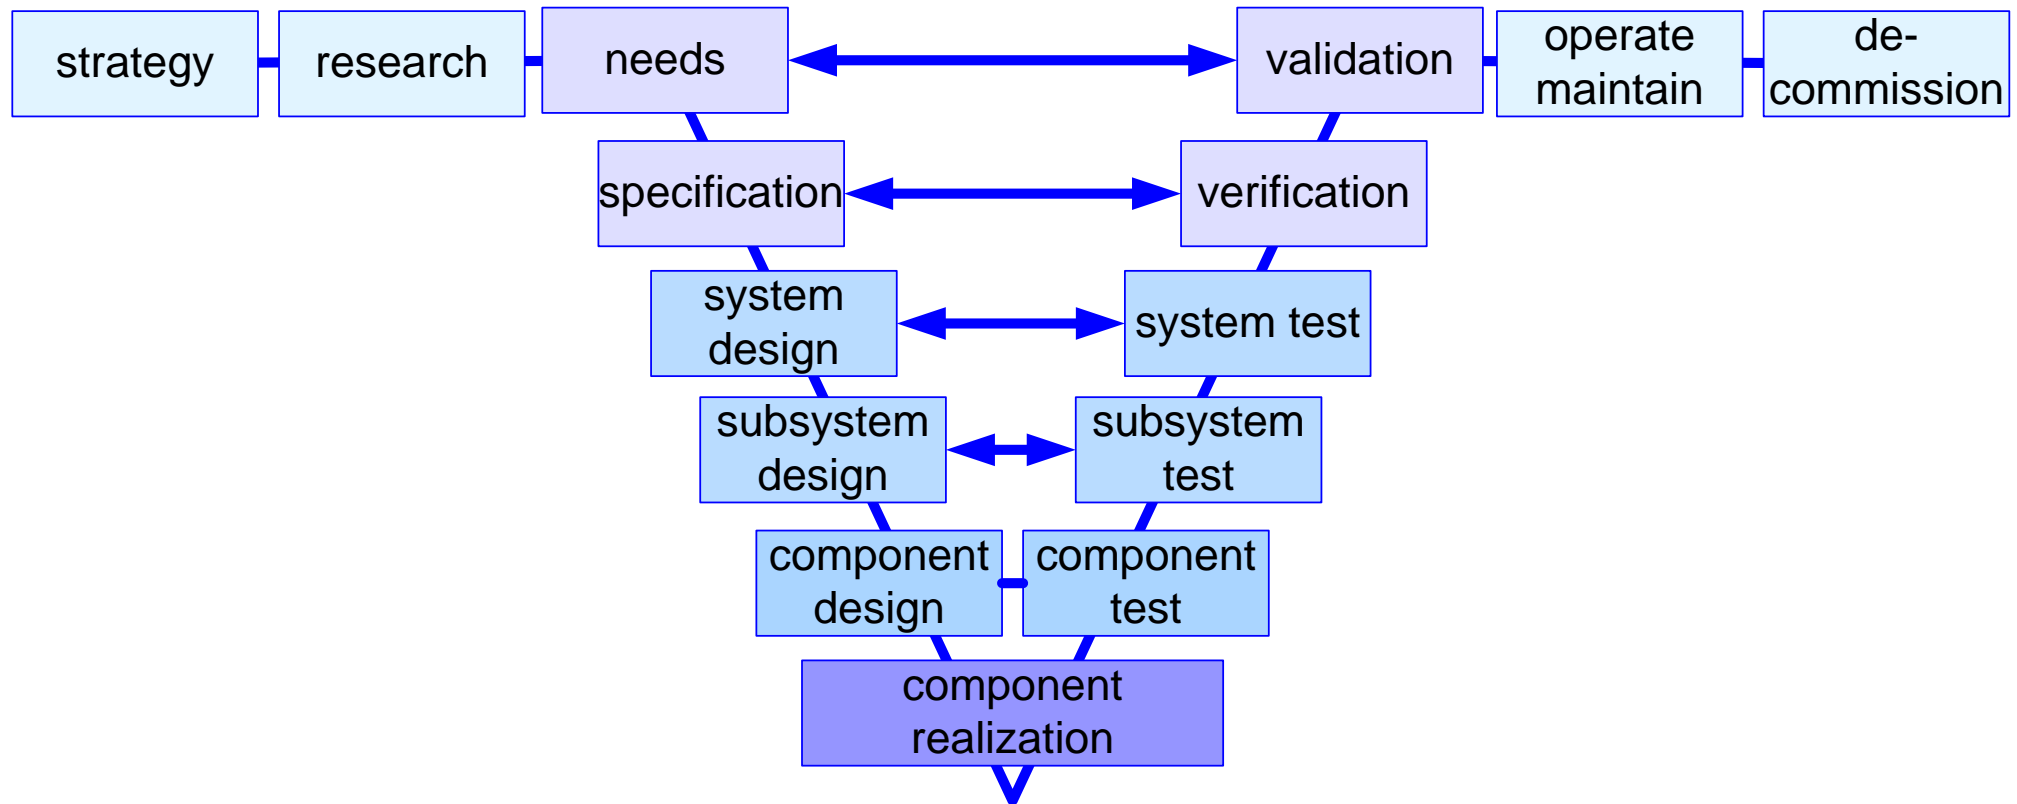 strategy
research
needs
validation
operate
maintain
de-
commission
specification
verification
system
design
system test
subsystem
design
subsystem
test
component
design
component
test
component
realization